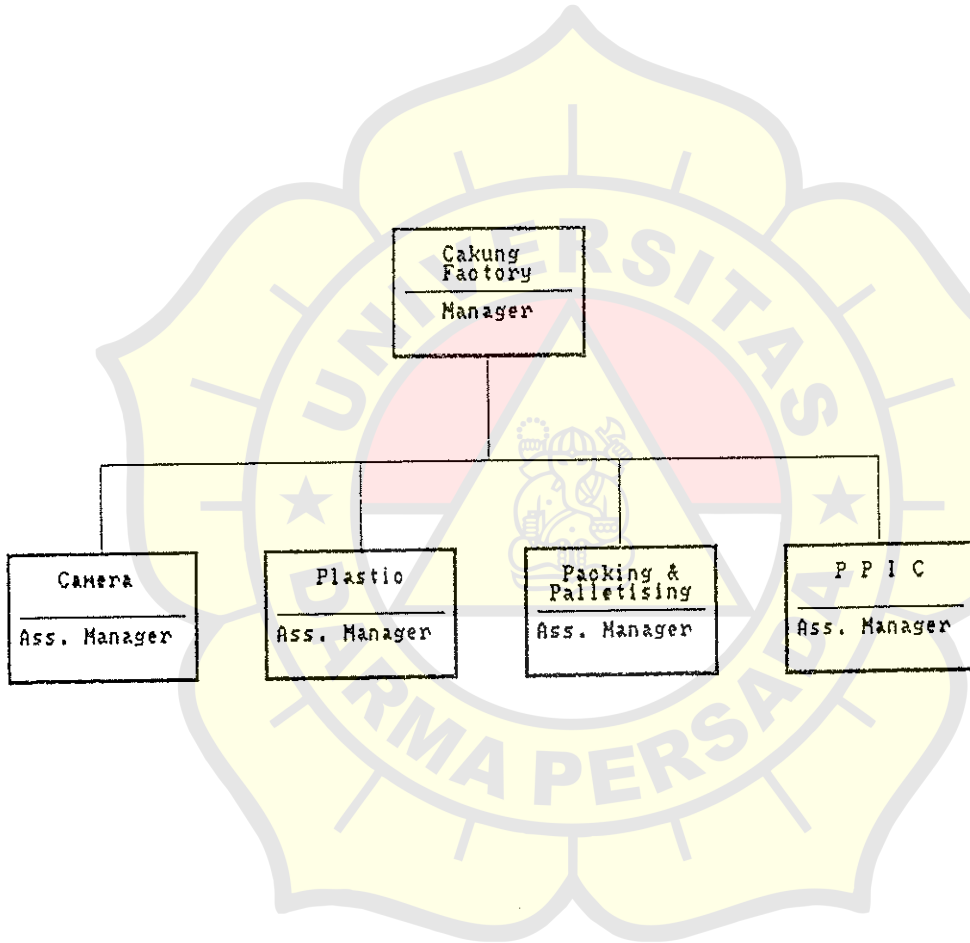 UNIVERSITAS
Cakung
Factory
Manager
Camera
Ass. Manager
Plastic
Ass. Manager
Packing &
Palletising
Ass. Manager
P P I C
Ass. Manager
DARMA PERSADA